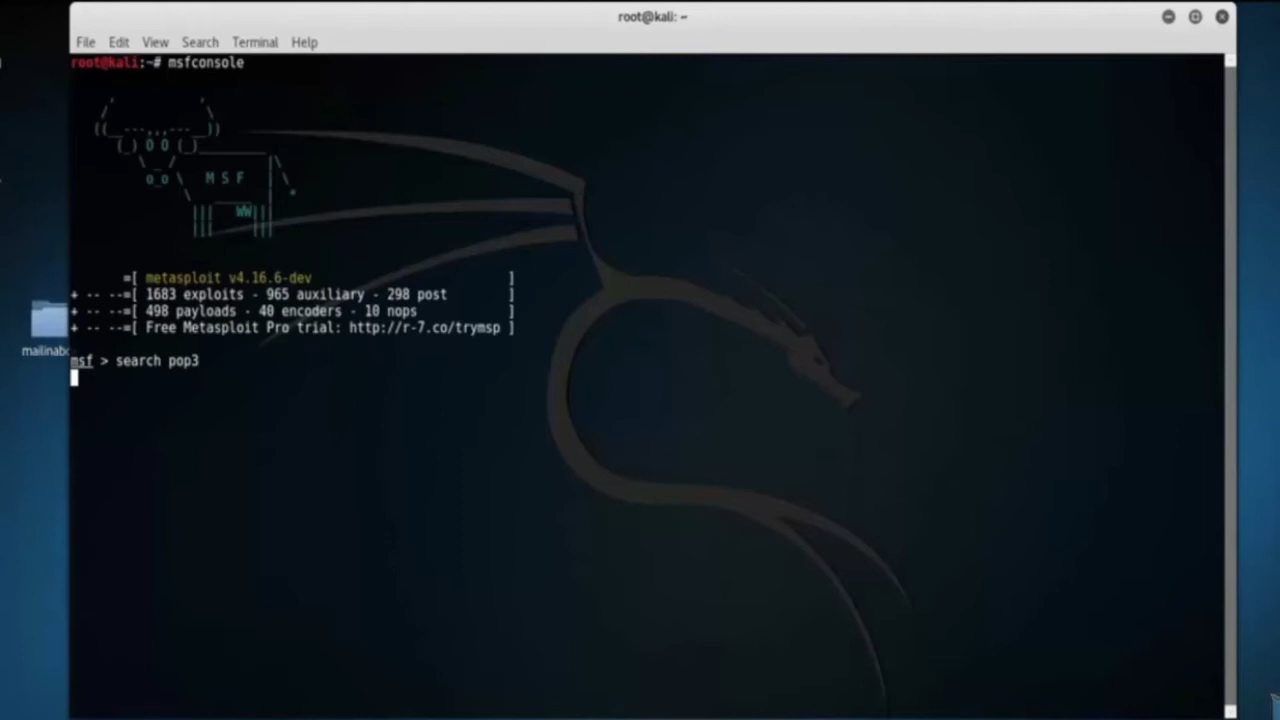 root@kali: ~
File Edit View Search Terminal Help
root@kali:~# msfconsole
M S F
=[ metasploit v4.16.6-dev ]
+ -- --=[ 1683 exploits - 965 auxiliary - 298 post ]
+ -- --=[ 498 payloads - 40 encoders - 10 nops ]
+ -- --=[ Free Metasploit Pro trial: http://r-7.co/trymsp ]
msf > search pop3